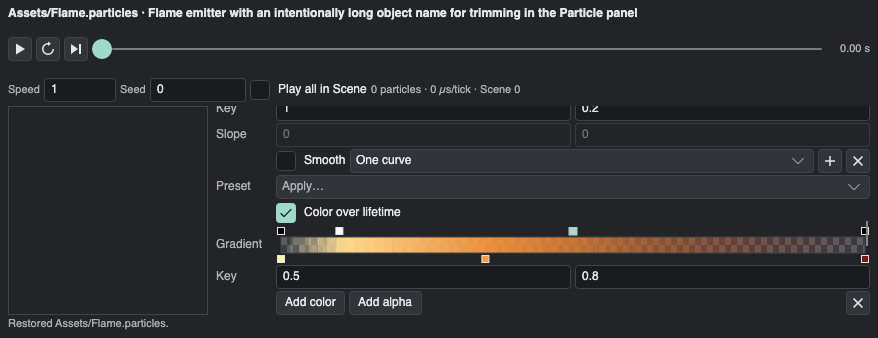 Assets/Flame.particles · Flame emitter with an intentionally long object name for trimming in the Particle panel
0.00 s
Speed 1 Seed 0 Play all in Scene 0 particles · 0 µs/tick · Scene 0
Key 1 0.2
Slope 0 0
Smooth One curve
Preset Apply…
Color over lifetime
Gradient
Key 0.5 0.8
Add color Add alpha
Restored Assets/Flame.particles.